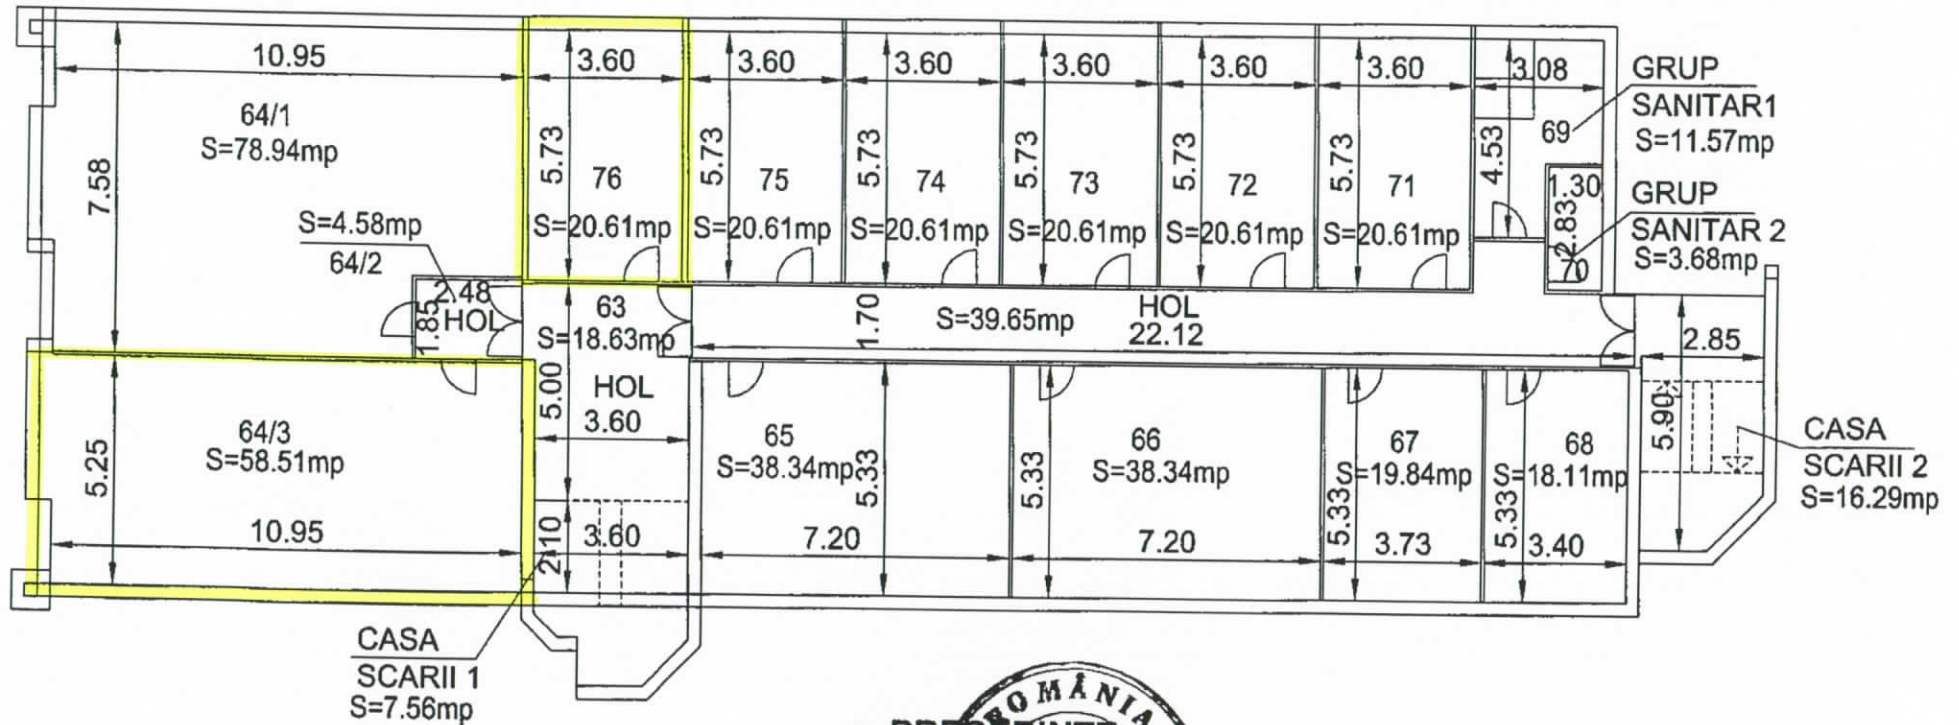 10.95
64/1
S=78.94mp
7.58
S=4.58mp
64/2
2.48
1.85
HOL
3.60
5.73
76
S=20.61mp
3.60
5.73
75
S=20.61mp
3.60
5.73
74
S=20.61mp
3.60
5.73
73
S=20.61mp
3.60
5.73
72
S=20.61mp
3.60
5.73
71
S=20.61mp
3.08
4.53
69
GRUP
SANITAR1
S=11.57mp
1.30
2.83
70
GRUP
SANITAR 2
S=3.68mp
63
S=18.63mp
5.00
HOL
3.60
1.70
S=39.65mp
HOL
22.12
2.85
5.90
CASA
SCARII 2
S=16.29mp
64/3
S=58.51mp
5.25
10.95
2.10
3.60
65
S=38.34mp
5.33
7.20
66
S=38.34mp
5.33
7.20
67
S=19.84mp
5.33
3.73
68
S=18.11mp
5.33
3.40
CASA
SCARII 1
S=7.56mp
ROMÂNIA